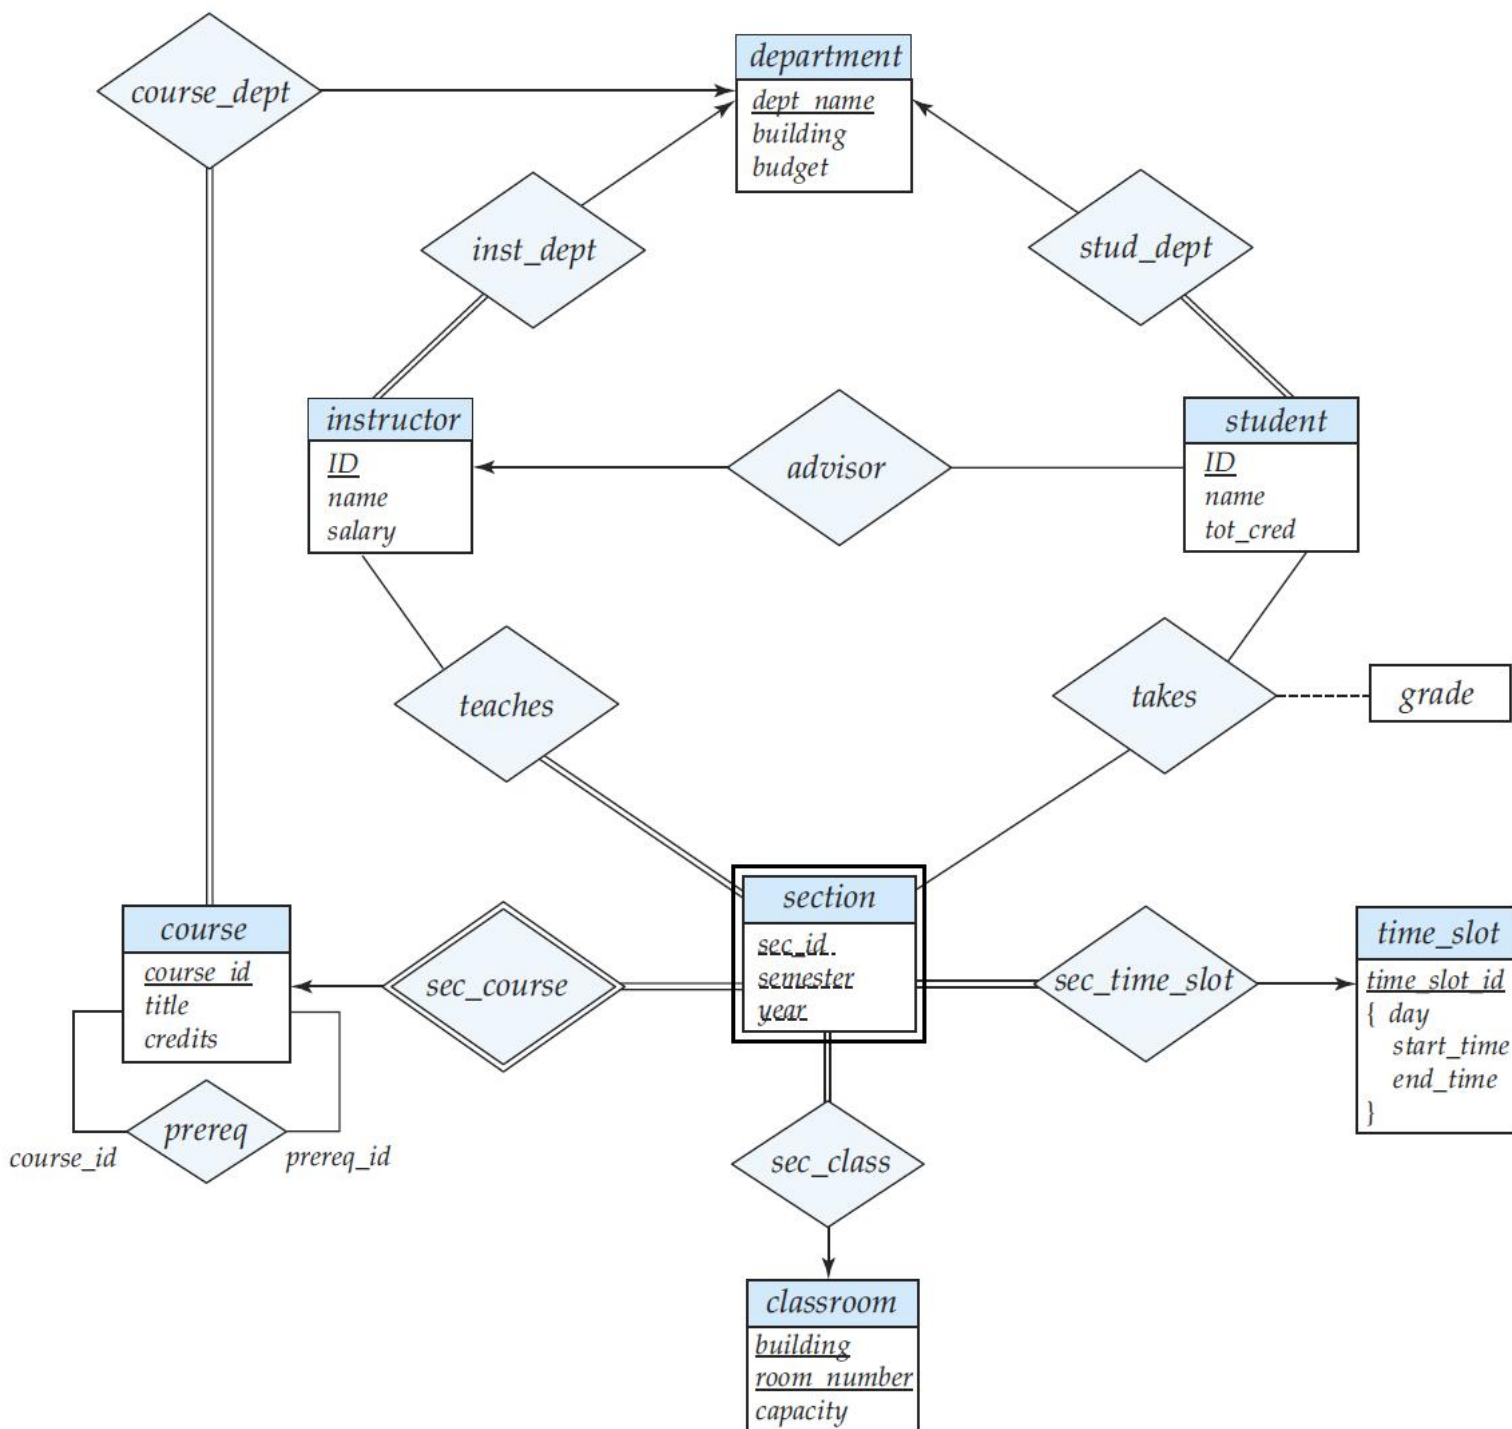 department
course_dept
dept_name
building
budget
inst_dept
stud_dept
instructor
ID
name
salary
advisor
student
ID
name
tot_cred
teaches
takes
grade
section
sec_id
semester
year
course
course_id
title
credits
sec_course
sec_time_slot
time_slot
time_slot_id
{ day
start_time
end_time
}
prereq
course_id
prereq_id
sec_class
classroom
building
room_number
capacity